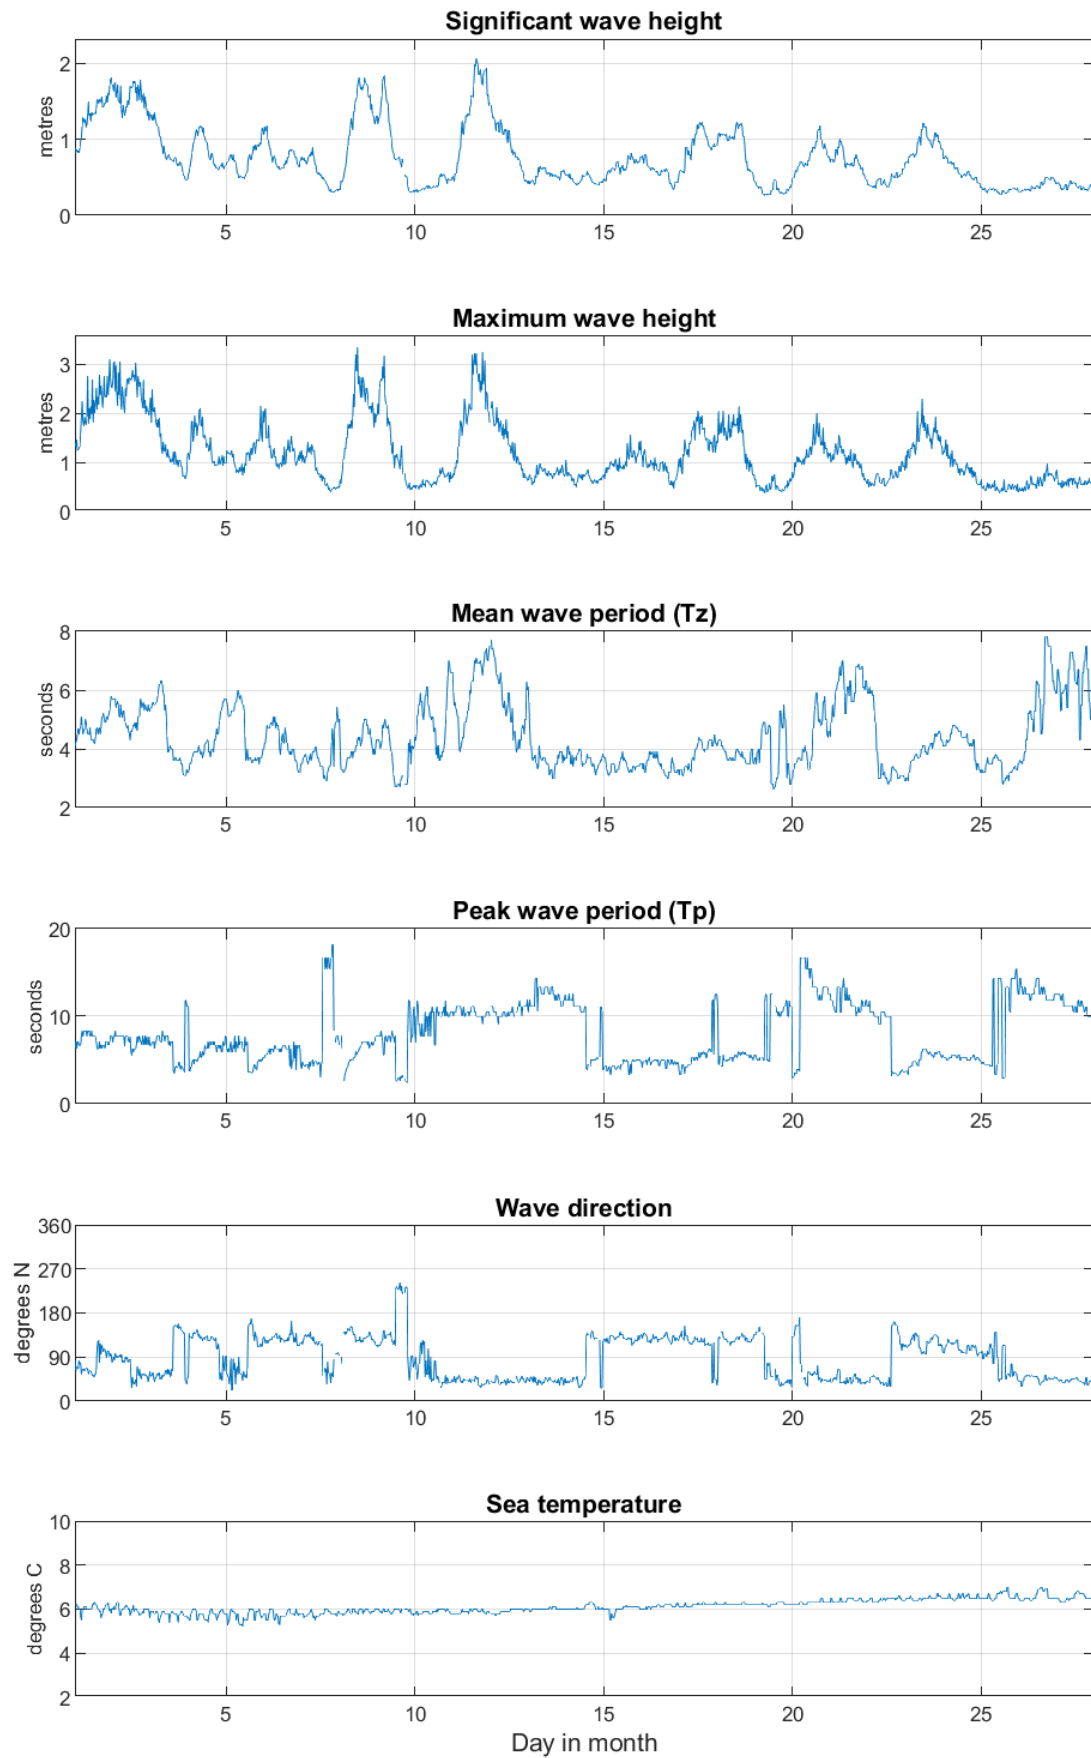 Significant wave height
metres
2
1
0
5 10 15 20 25
Maximum wave height
metres
3
2
1
0
5 10 15 20 25
Mean wave period (Tz)
seconds
8
6
4
2
5 10 15 20 25
Peak wave period (Tp)
seconds
20
10
0
5 10 15 20 25
Wave direction
degrees N
360
270
180
90
0
5 10 15 20 25
Sea temperature
degrees C
10
8
6
4
2
5 10 15 20 25
Day in month